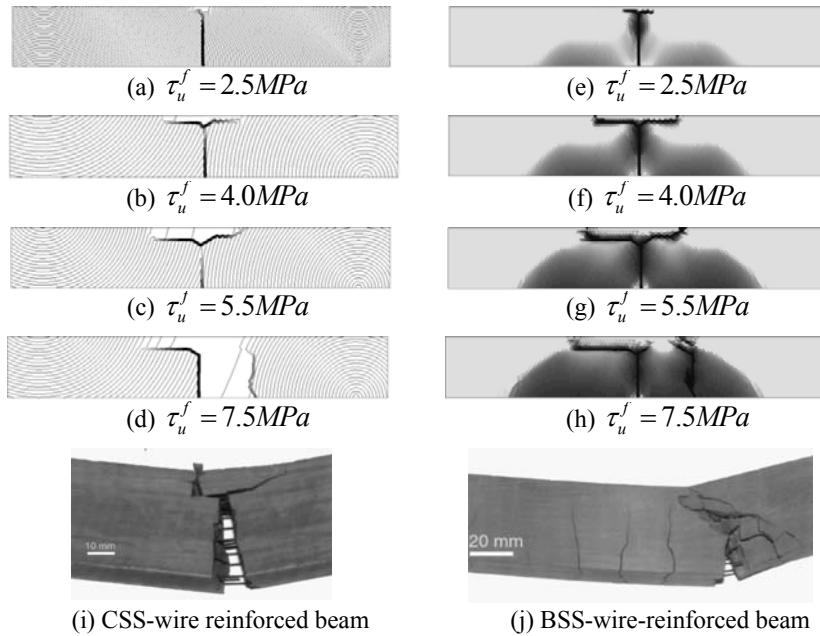 (a) τ_u^f = 2.5MPa
(e) τ_u^f = 2.5MPa
(b) τ_u^f = 4.0MPa
(f) τ_u^f = 4.0MPa
(c) τ_u^f = 5.5MPa
(g) τ_u^f = 5.5MPa
(d) τ_u^f = 7.5MPa
(h) τ_u^f = 7.5MPa
10 mm
20 mm
(i) CSS-wire reinforced beam
(j) BSS-wire-reinforced beam